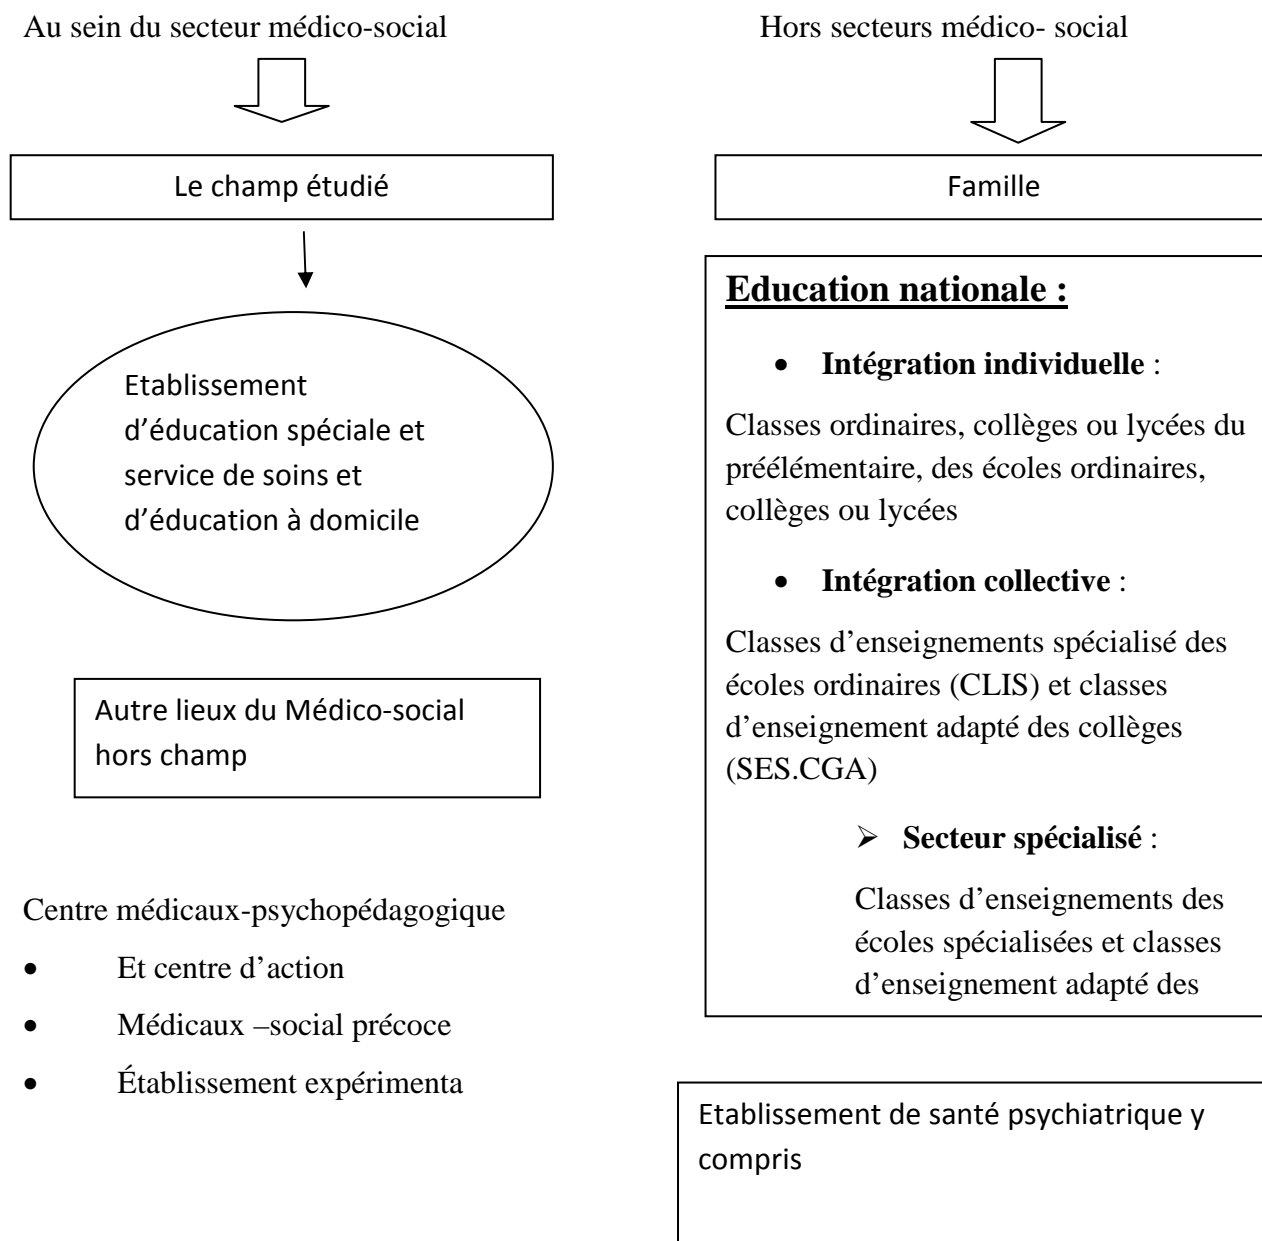 Au sein du secteur médico-social
Le champ étudié
Etablissement
d’éducation spéciale et
service de soins et
d’éducation à domicile
Autre lieux du Médico-social
hors champ
Centre médicaux-psychopédagogique
• Et centre d’action
• Médicaux –social précoce
• Établissement expérimenta
Hors secteurs médico- social
Famille
Education nationale :
• Intégration individuelle :
Classes ordinaires, collèges ou lycées du
préélémentaire, des écoles ordinaires,
collèges ou lycées
• Intégration collective :
Classes d’enseignements spécialisé des
écoles ordinaires (CLIS) et classes
d’enseignement adapté des collèges
(SES.CGA)
➢ Secteur spécialisé :
Classes d’enseignements des
écoles spécialisées et classes
d’enseignement adapté des
Etablissement de santé psychiatrique y
compris